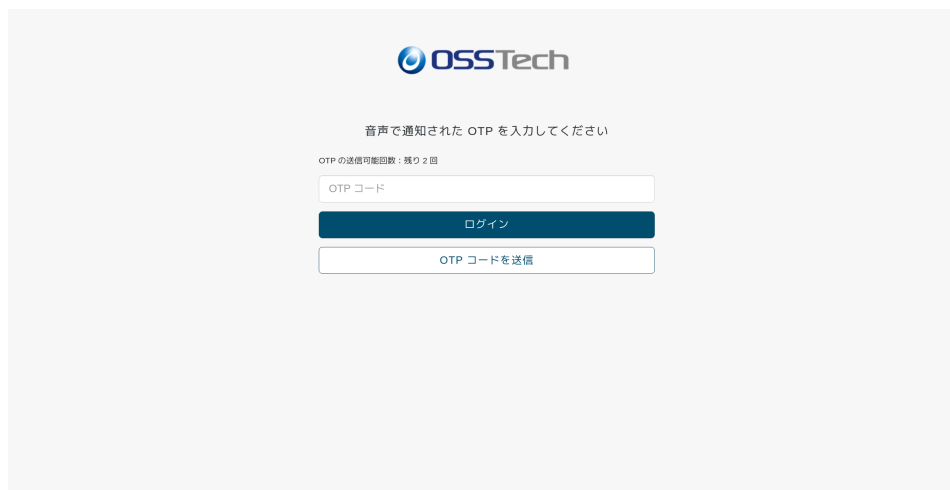 OSSTech
音声で通知された OTP を入力してください
OTP の送信可能回数：残り 2 回
OTP コード
ログイン
OTP コードを送信